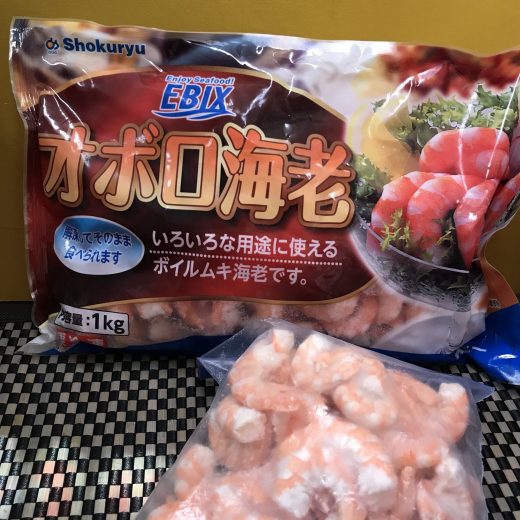 Shokuryu
Enjoy Seafood!
EBIX
オボロ海老
解凍してそのまま
食べられます
いろいろな用途に使える
ボイルムキ海老です。
内容量:1kg